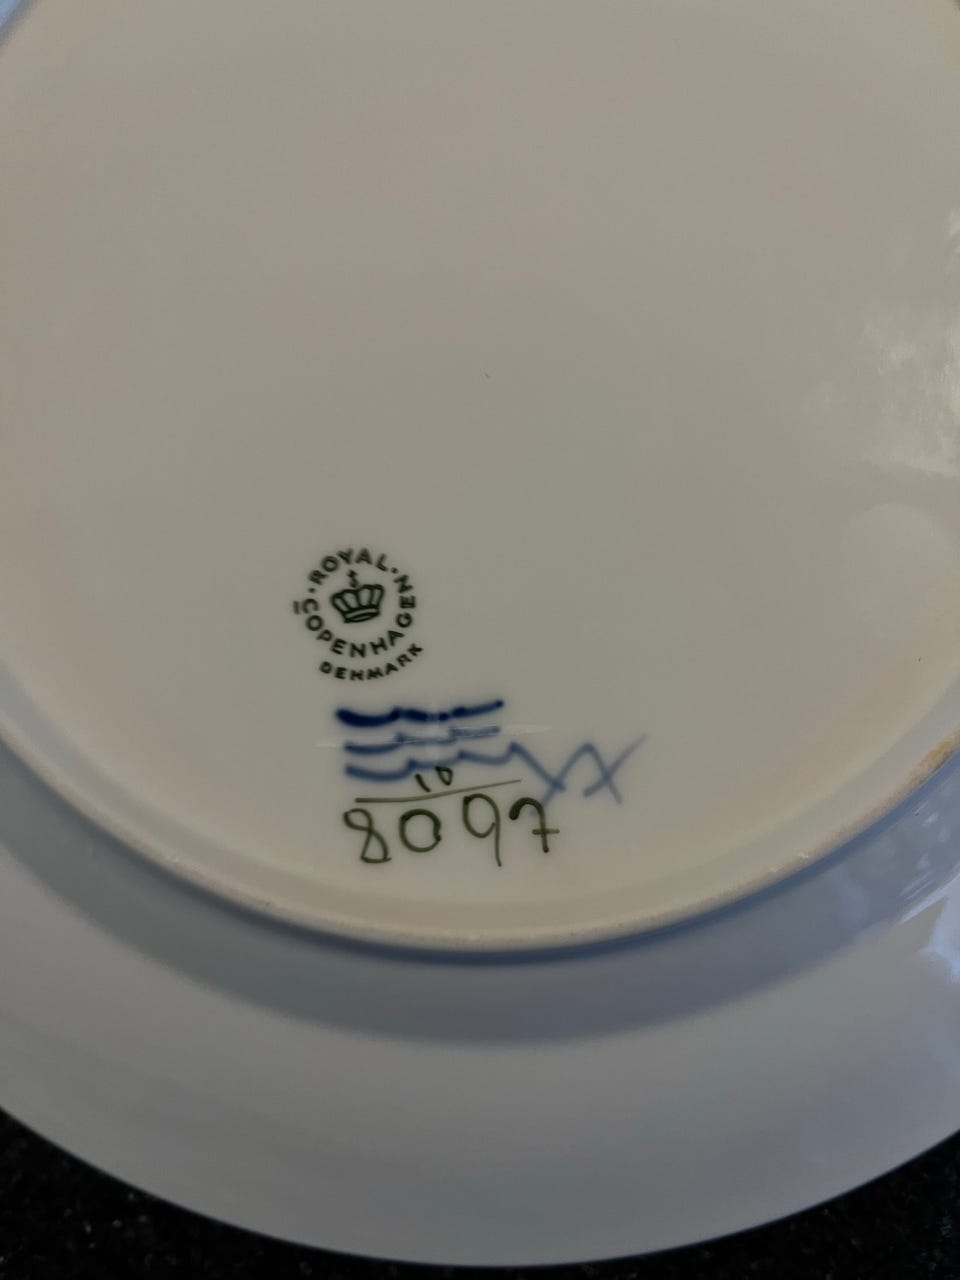 ROYAL·
COPENHAGEN·
DENMARK
10
8097